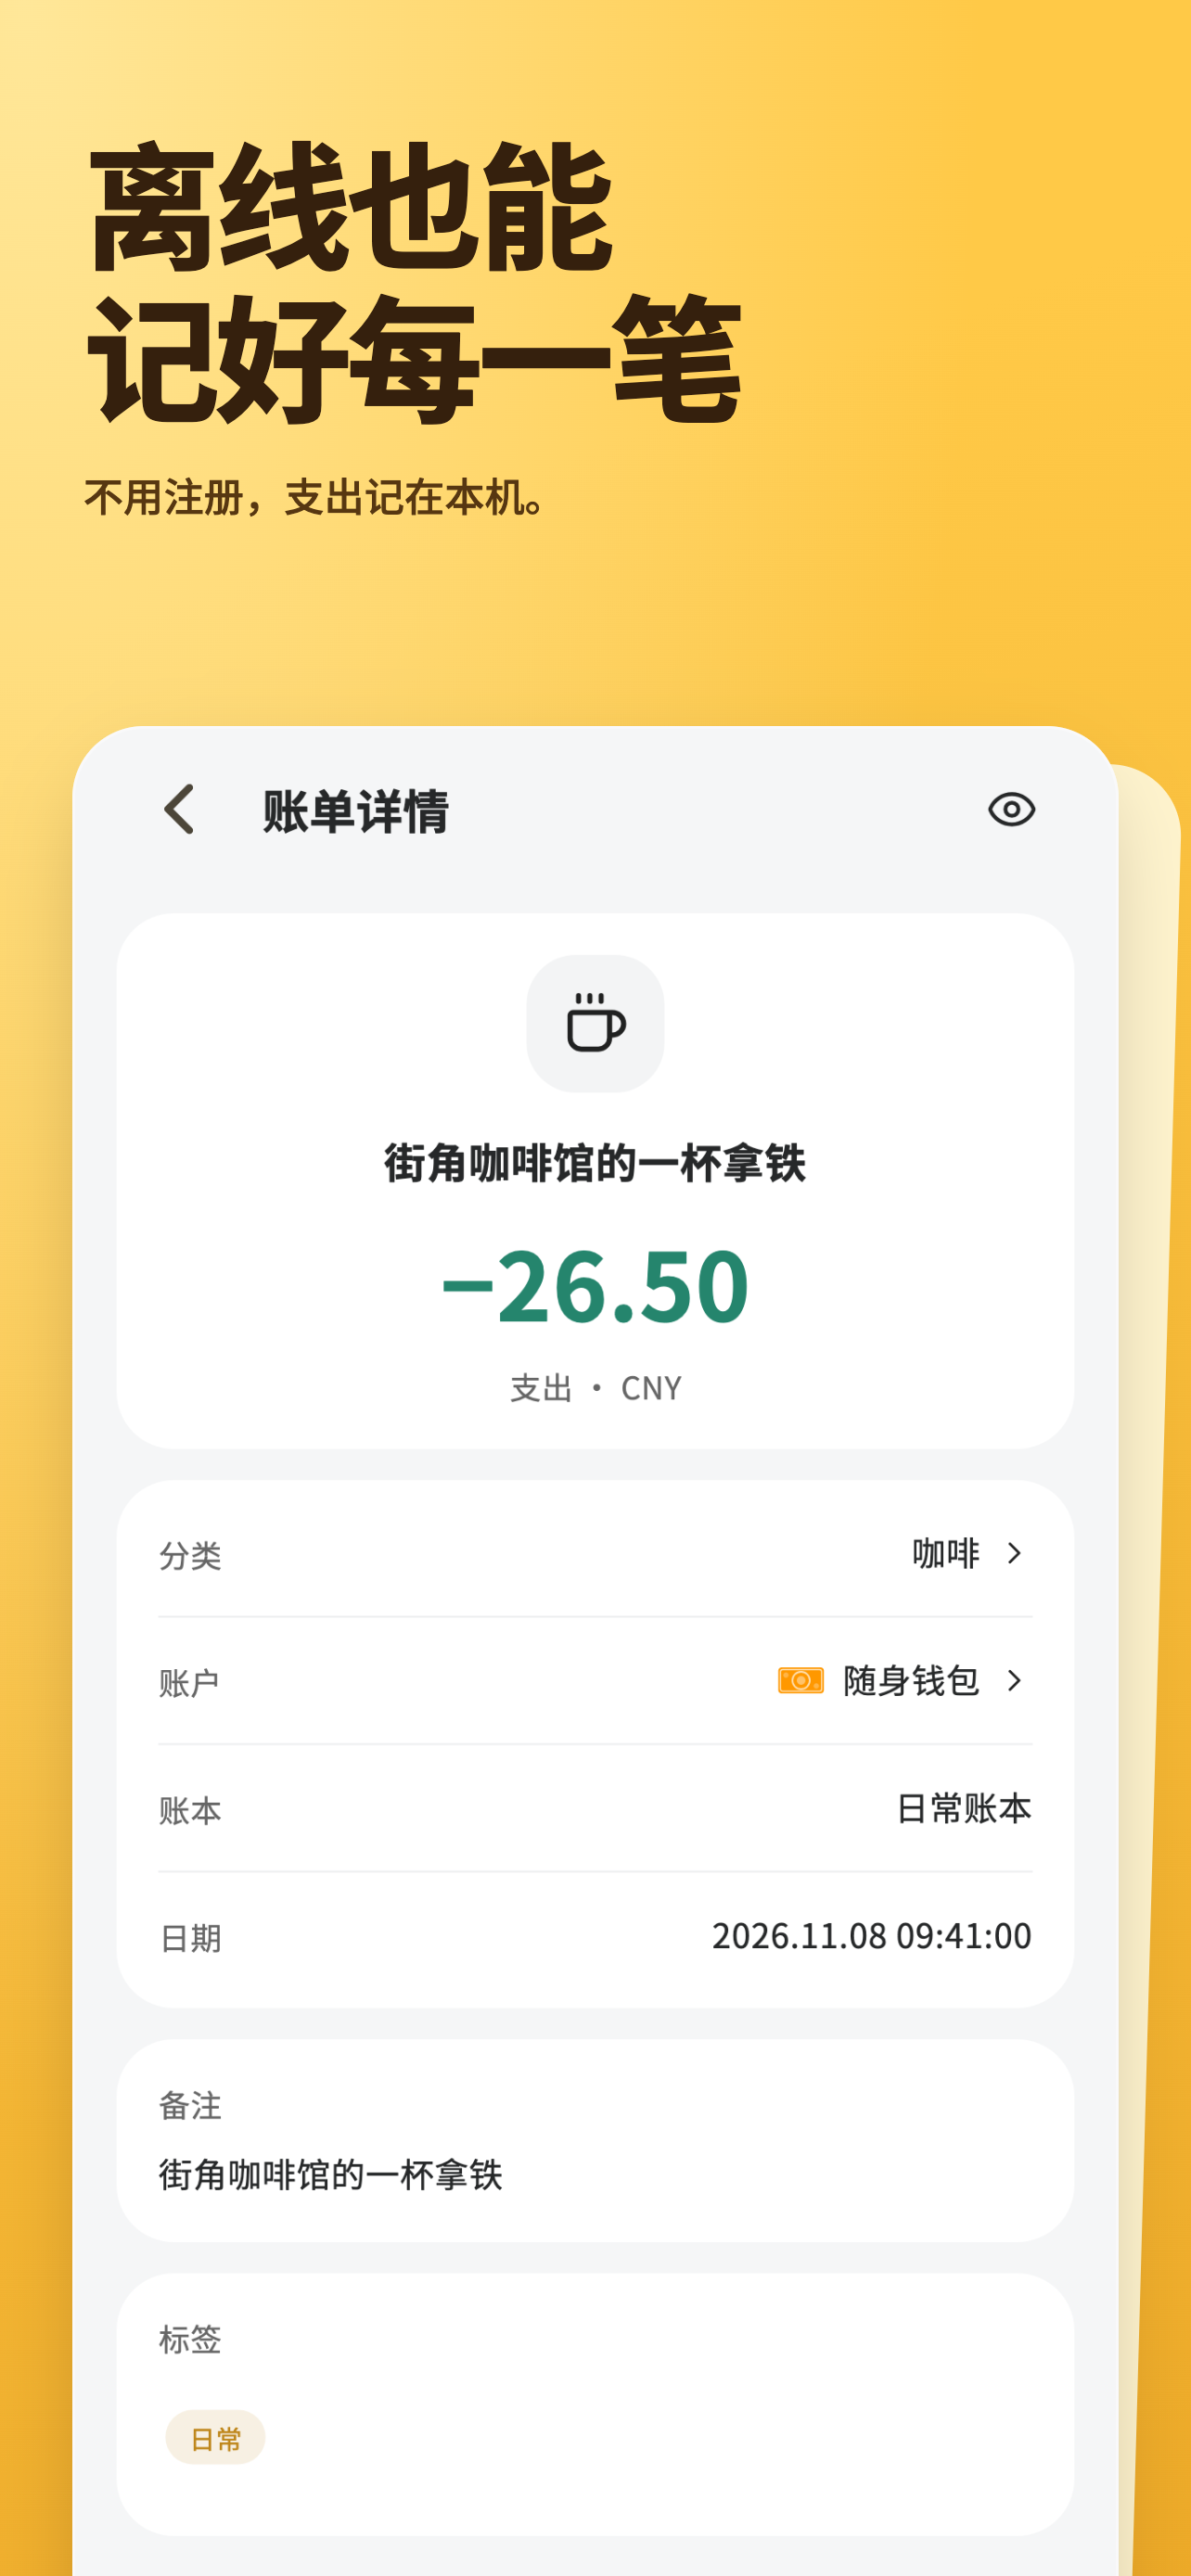 离线也能
记好每一笔
不用注册，支出记在本机。
账单详情
街角咖啡馆的一杯拿铁
−26.50
支出 · CNY
分类 咖啡
账户 随身钱包
账本 日常账本
日期 2026.11.08 09:41:00
备注
街角咖啡馆的一杯拿铁
标签
日常